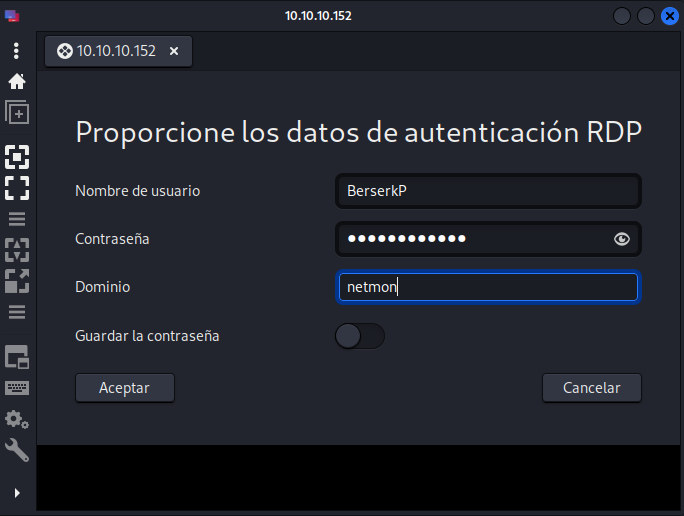 10.10.10.152
10.10.10.152
Proporcione los datos de autenticación RDP
Nombre de usuario BerserkP
Contraseña ●●●●●●●●●●●●
Dominio netmon
Guardar la contraseña
Aceptar Cancelar